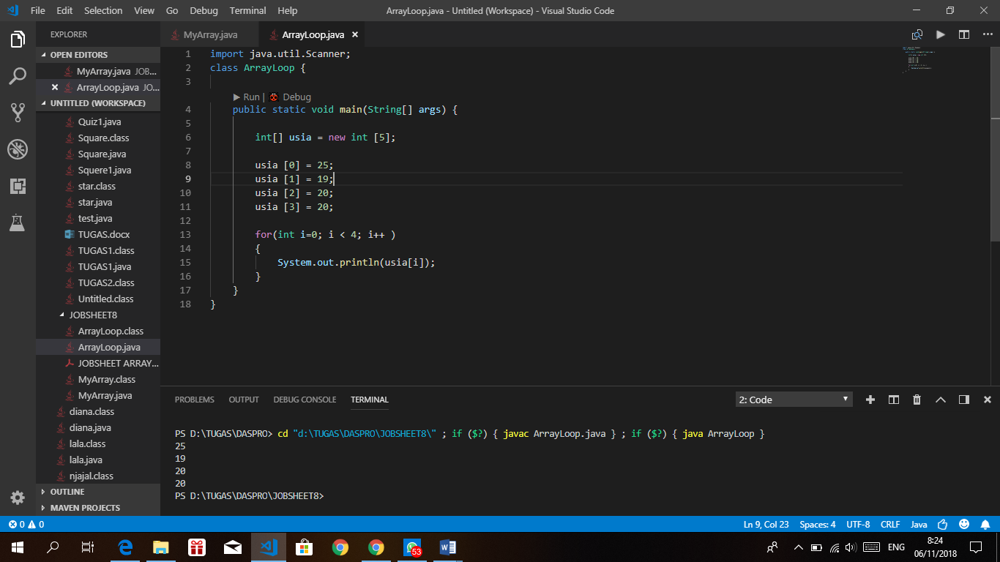 File Edit Selection View Go Debug Terminal Help
ArrayLoop.java - Untitled (Workspace) - Visual Studio Code
EXPLORER
OPEN EDITORS
MyArray.java JOB...
ArrayLoop.java JO...
UNTITLED (WORKSPACE)
Quiz1.java
Square.class
Square.java
Squere1.java
star.class
star.java
test.java
TUGAS.docx
TUGAS1.class
TUGAS1.java
TUGAS2.class
Untitled.class
JOBSHEET8
ArrayLoop.class
ArrayLoop.java
JOBSHEET ARRAY...
MyArray.class
MyArray.java
diana.class
diana.java
lala.class
lala.java
njajal.class
OUTLINE
MAVEN PROJECTS
MyArray.java ArrayLoop.java
1 import java.util.Scanner;
2 class ArrayLoop {
3
Run | Debug
4 public static void main(String[] args) {
5
6 int[] usia = new int [5];
7
8 usia [0] = 25;
9 usia [1] = 19;
10 usia [2] = 20;
11 usia [3] = 20;
12
13 for(int i=0; i < 4; i++ )
14 {
15 System.out.println(usia[i]);
16 }
17 }
18 }
PROBLEMS OUTPUT DEBUG CONSOLE TERMINAL
2: Code
PS D:\TUGAS\DASPRO> cd "d:\TUGAS\DASPRO\JOBSHEET8\" ; if ($?) { javac ArrayLoop.java } ; if ($?) { java ArrayLoop }
25
19
20
20
PS D:\TUGAS\DASPRO\JOBSHEET8>
0 0
Ln 9, Col 23 Spaces: 4 UTF-8 CRLF Java
53
ENG
8:24
06/11/2018